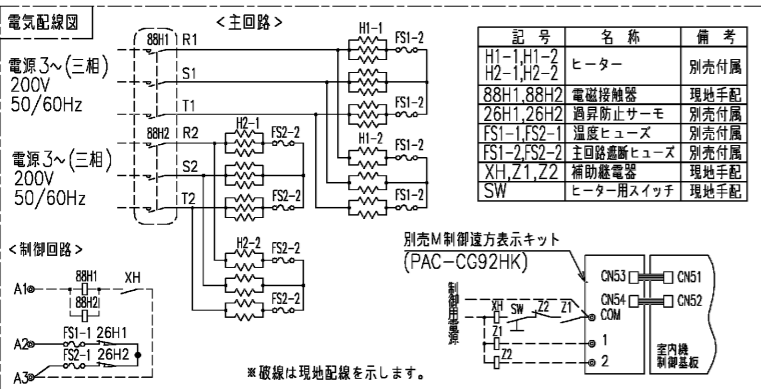 電気配線図
<主回路>
電源3~(三相)
200V
50/60Hz
88H1
R1
S1
T1
H1-1
FS1-2
FS1-2
88H2
R2
S2
T2
H2-1
FS2-2
FS2-2
H1-2
FS1-2
FS1-2
電源3~(三相)
200V
50/60Hz
H2-2
FS2-2
FS2-2
記号 名称 備考
H1-1,H1-2 H2-1,H2-2 ヒーター 別売付属
88H1,88H2 電磁接触器 現地手配
26H1,26H2 過昇防止サーモ 別売付属
FS1-1,FS2-1 温度ヒューズ 別売付属
FS1-2,FS2-2 主回路遮断ヒューズ 別売付属
XH,Z1,Z2 補助継電器 現地手配
SW ヒーター用スイッチ 現地手配
<制御回路>
A1
88H1
XH
88H2
A2
FS1-1 26H1
FS2-1 26H2
A3
別売M制御遠方表示キット
(PAC-CG92HK)
制御用電源
XH SW Z2 Z1
Z1
Z2
CN53 CN51
CN54 CN52
COM
1
2
室内機
制御基板
※破線は現地配線を示します。